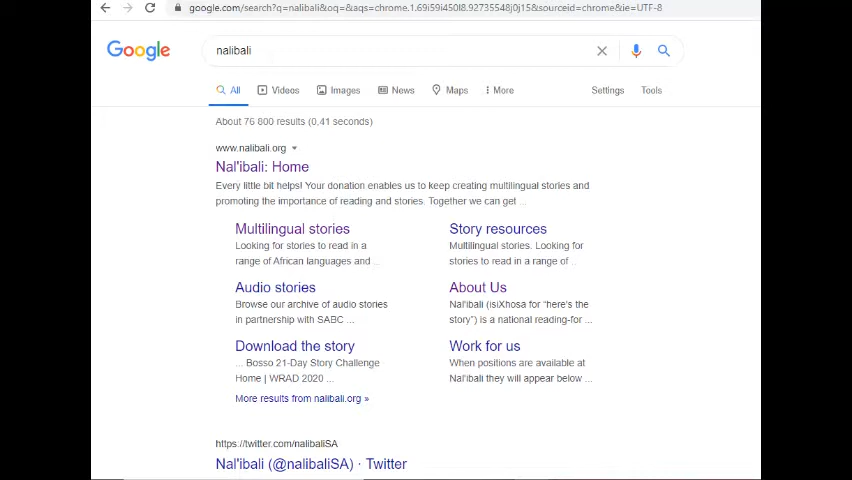 google.com/search?q=nalibali&oq=&aqs=chrome.1.69i59i450l8.92735548j0j15&sourceid=chrome&ie=UTF-8
Google nalibali
All Videos Images News Maps More Settings Tools
About 76 800 results (0,41 seconds)
www.nalibali.org
Nal'ibali: Home
Every little bit helps! Your donation enables us to keep creating multilingual stories and
promoting the importance of reading and stories. Together we can get ...
Multilingual stories
Looking for stories to read in a
range of African languages and ...
Story resources
Multilingual stories. Looking for
stories to read in a range of ...
Audio stories
Browse our archive of audio stories
in partnership with SABC ...
About Us
Nal'ibali (isiXhosa for "here's the
story") is a national reading-for ...
Download the story
... Bosso 21-Day Story Challenge
Home | WRAD 2020 ...
Work for us
When positions are available at
Nal'ibali they will appear below ...
More results from nalibali.org »
https://twitter.com/nalibaliSA
Nal'ibali (@nalibaliSA) · Twitter